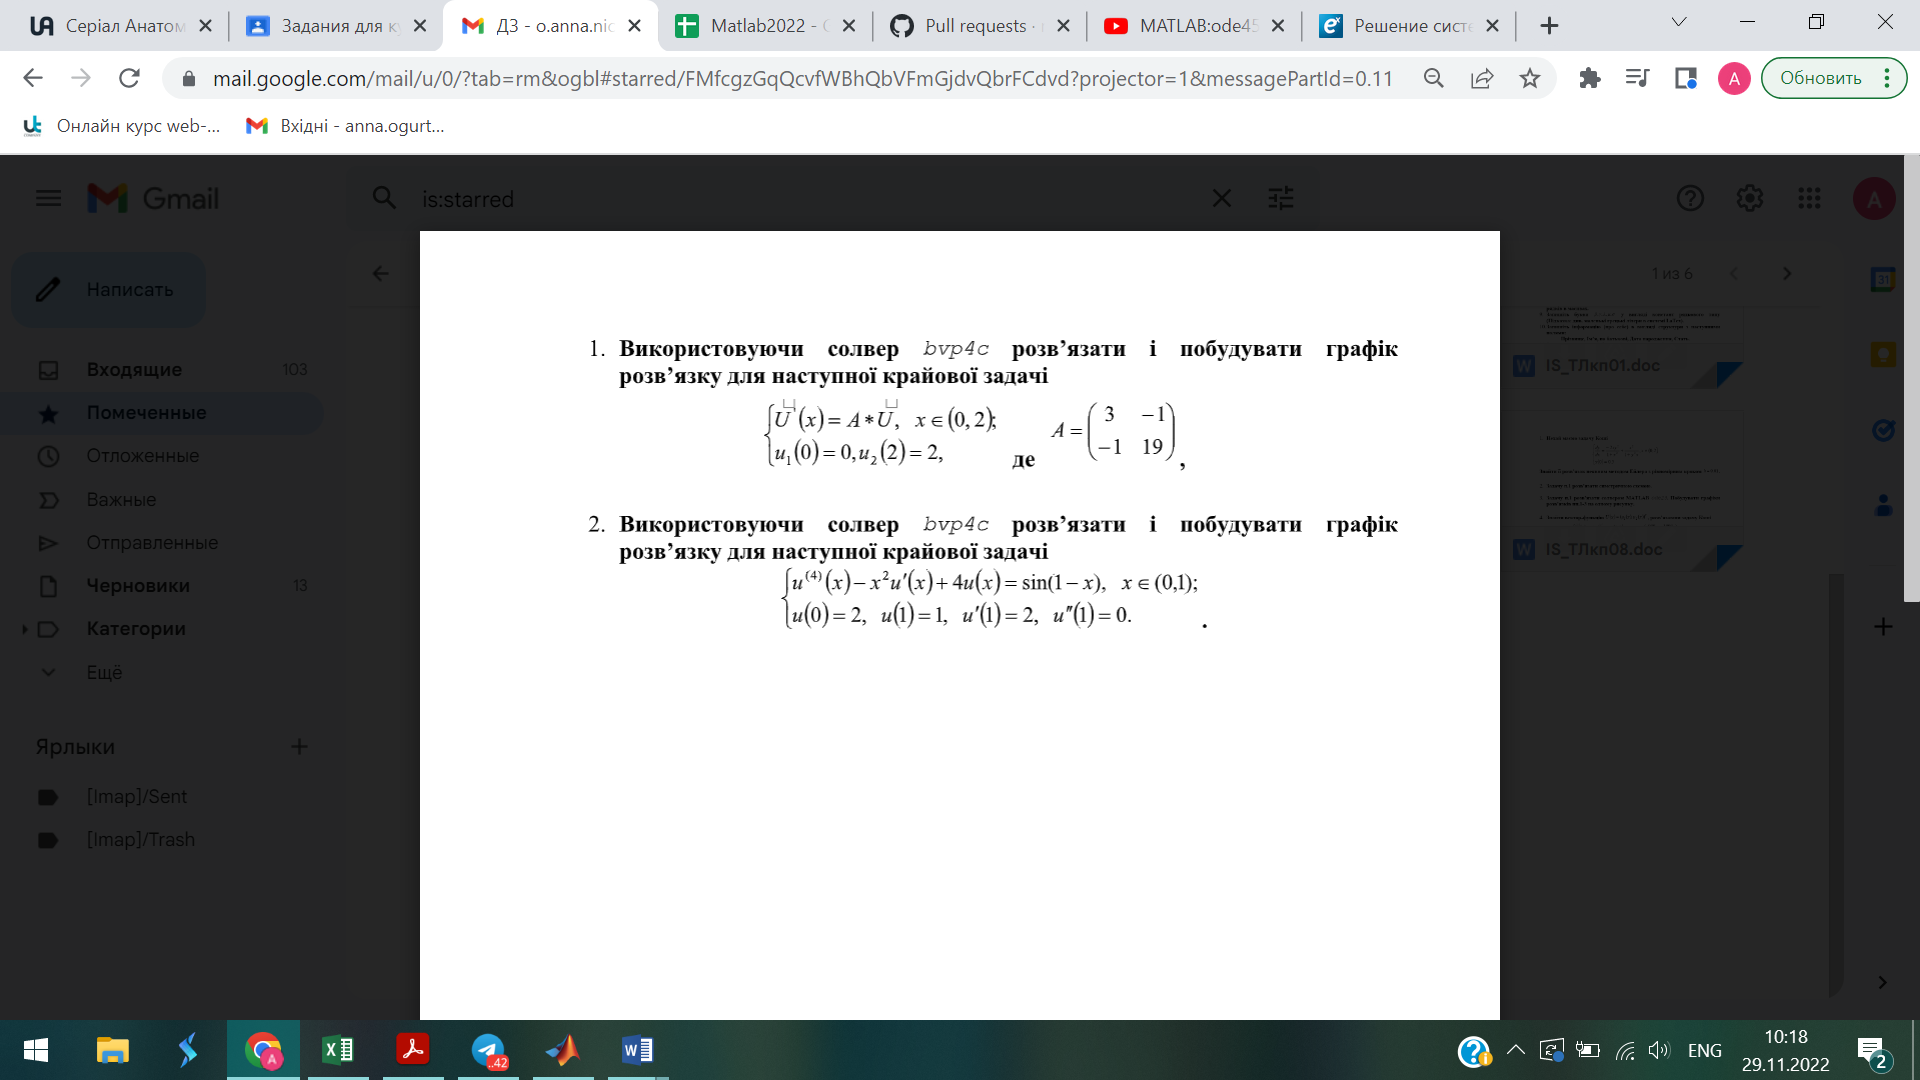 Серіал Анатом
Задания для ку
ДЗ - o.anna.nic
Matlab2022 -
Pull requests ·
MATLAB:ode45
Решение систе
mail.google.com/mail/u/0/?tab=rm&ogbl#starred/FMfcgzGqQcvfWBhQbVFmGjdvQbrFCdvd?projector=1&messagePartId=0.11
A
Обновить
Онлайн курс web-...
Вхідні - anna.ogurt...
Gmail
is:starred
A
Написать
1 из 6
31
Входящие 103
Помеченные
Отложенные
Важные
Отправленные
Черновики 13
Категории
Ещё
Ярлыки
[Imap]/Sent
[Imap]/Trash
1. Використовуючи солвер bvp4c розв’язати і побудувати графік
розв’язку для наступної крайової задачі
U'(x) = A * U, x ∈ (0, 2);
u₁(0) = 0, u₂(2) = 2,
де
A = (3 −1
−1 19),
2. Використовуючи солвер bvp4c розв’язати і побудувати графік
розв’язку для наступної крайової задачі
u⁽⁴⁾(x) − x²u'(x) + 4u(x) = sin(1 − x), x ∈ (0,1);
u(0) = 2, u(1) = 1, u'(1) = 2, u''(1) = 0.
.
W IS_ТЛкп01.doc
W IS_ТЛкп08.doc
..42
ENG
10:18
29.11.2022
2